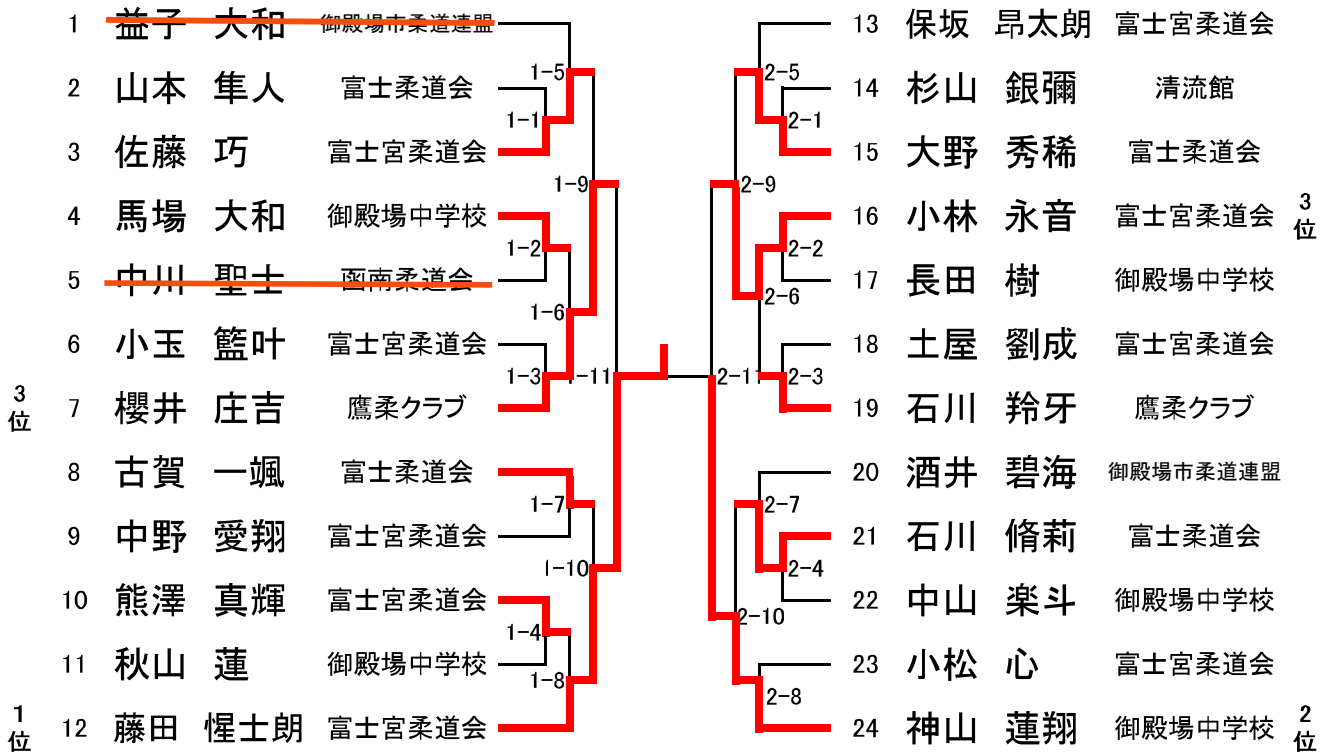 1 益子 大和 御殿場市柔道連盟
2 山本 隼人 富士柔道会
3 佐藤 巧 富士宮柔道会
4 馬場 大和 御殿場中学校
5 中川 聖士 函南柔道会
6 小玉 籃叶 富士宮柔道会
3位 7 櫻井 庄吉 鷹柔クラブ
8 古賀 一颯 富士柔道会
9 中野 愛翔 富士宮柔道会
10 熊澤 真輝 富士宮柔道会
11 秋山 蓮 御殿場中学校
1位 12 藤田 惺士朗 富士宮柔道会
1-5
1-1
1-9
1-2
1-6
1-3
1-11
1-7
1-10
1-4
1-8
2-5
2-1
2-9
2-2
2-6
2-11
2-3
2-7
2-4
2-10
2-8
13 保坂 昂太朗 富士宮柔道会
14 杉山 銀彌 清流館
15 大野 秀稀 富士柔道会
16 小林 永音 富士宮柔道会 3位
17 長田 樹 御殿場中学校
18 土屋 劉成 富士宮柔道会
19 石川 羚牙 鷹柔クラブ
20 酒井 碧海 御殿場市柔道連盟
21 石川 脩莉 富士柔道会
22 中山 楽斗 御殿場中学校
23 小松 心 富士宮柔道会
24 神山 蓮翔 御殿場中学校 2位